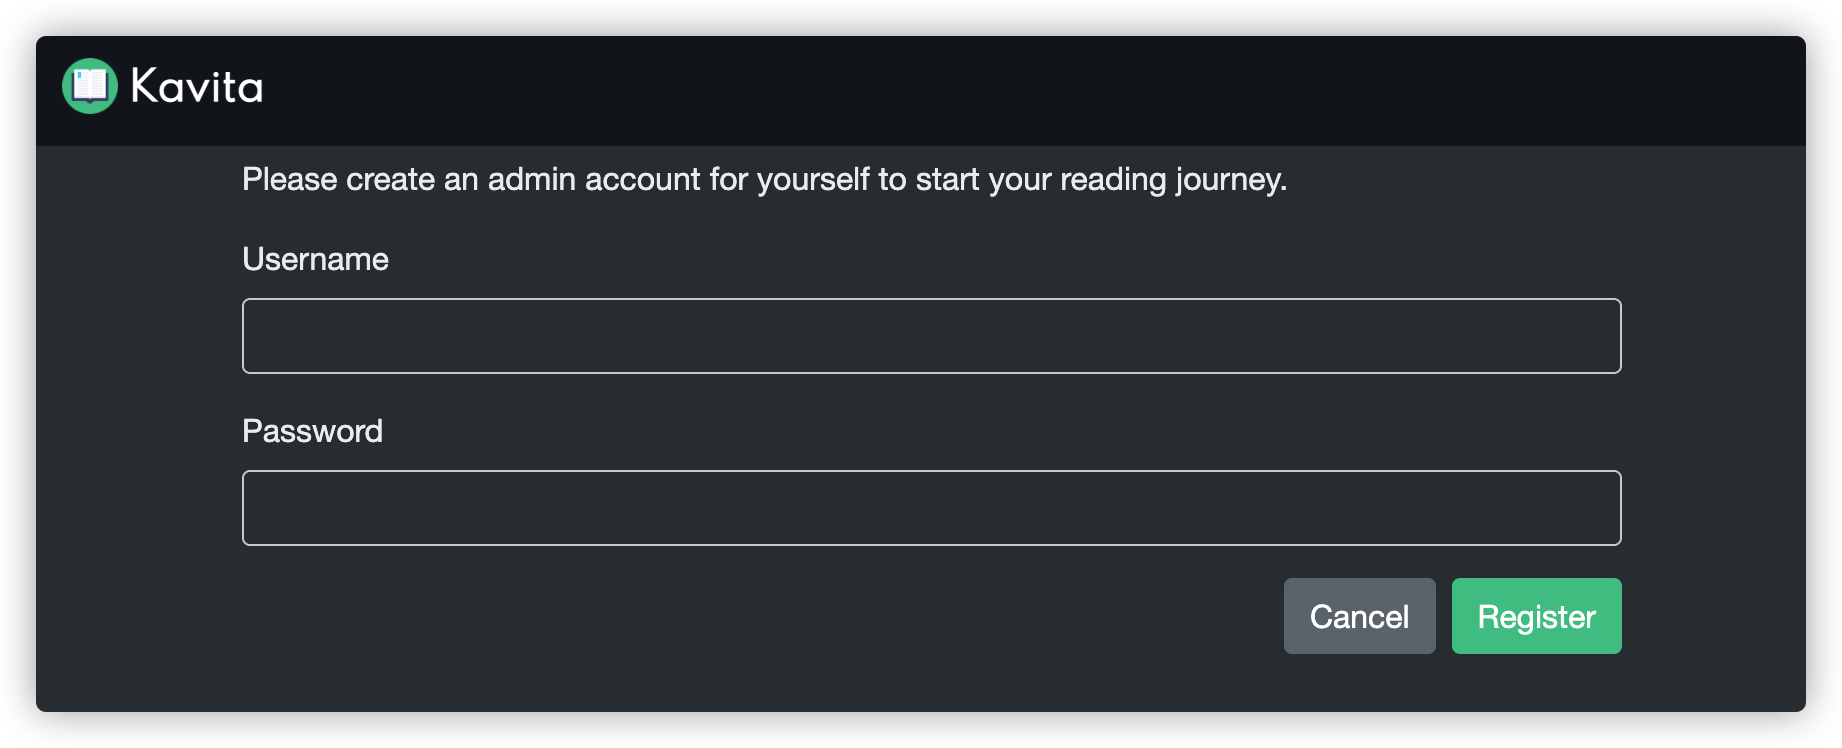 Kavita
Please create an admin account for yourself to start your reading journey.
Username
Password
Cancel
Register